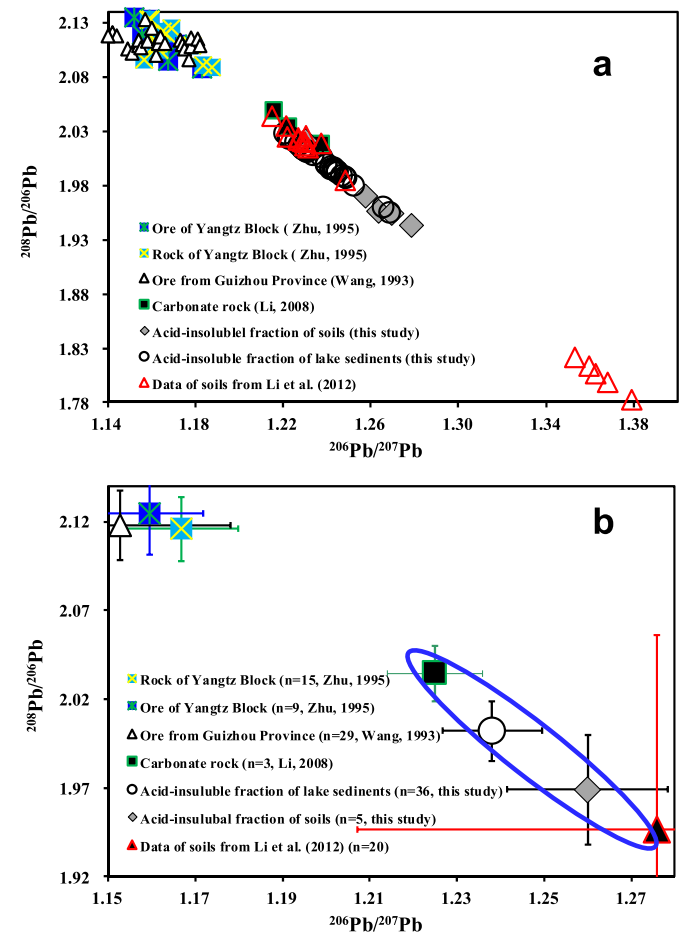 2.13
a
2.08
2.03
1.98
1.93
1.88
1.83
1.78
208Pb/206Pb
Ore of Yangtz Block ( Zhu, 1995)
Rock of Yangtz Block ( Zhu, 1995)
Ore from Guizhou Province (Wang, 1993)
Carbonate rock (Li, 2008)
Acid-insolublel fraction of soils (this study)
Acid-insoluble fraction of lake sedinents (this study)
Data of soils from Li et al. (2012)
1.14 1.18 1.22 1.26 1.30 1.34 1.38
206Pb/207Pb
b
2.12
2.07
2.02
1.97
1.92
208Pb/206Pb
Rock of Yangtz Block (n=15, Zhu, 1995)
Ore of Yangtz Block (n=9, Zhu, 1995)
Ore from Guizhou Province (n=29, Wang, 1993)
Carbonate rock (n=3, Li, 2008)
Acid-insuluble fraction of lake sedinents (n=36, this study)
Acid-insulubal fraction of soils (n=5, this study)
Data of soils from Li et al. (2012) (n=20)
1.15 1.17 1.19 1.21 1.23 1.25 1.27
206Pb/207Pb